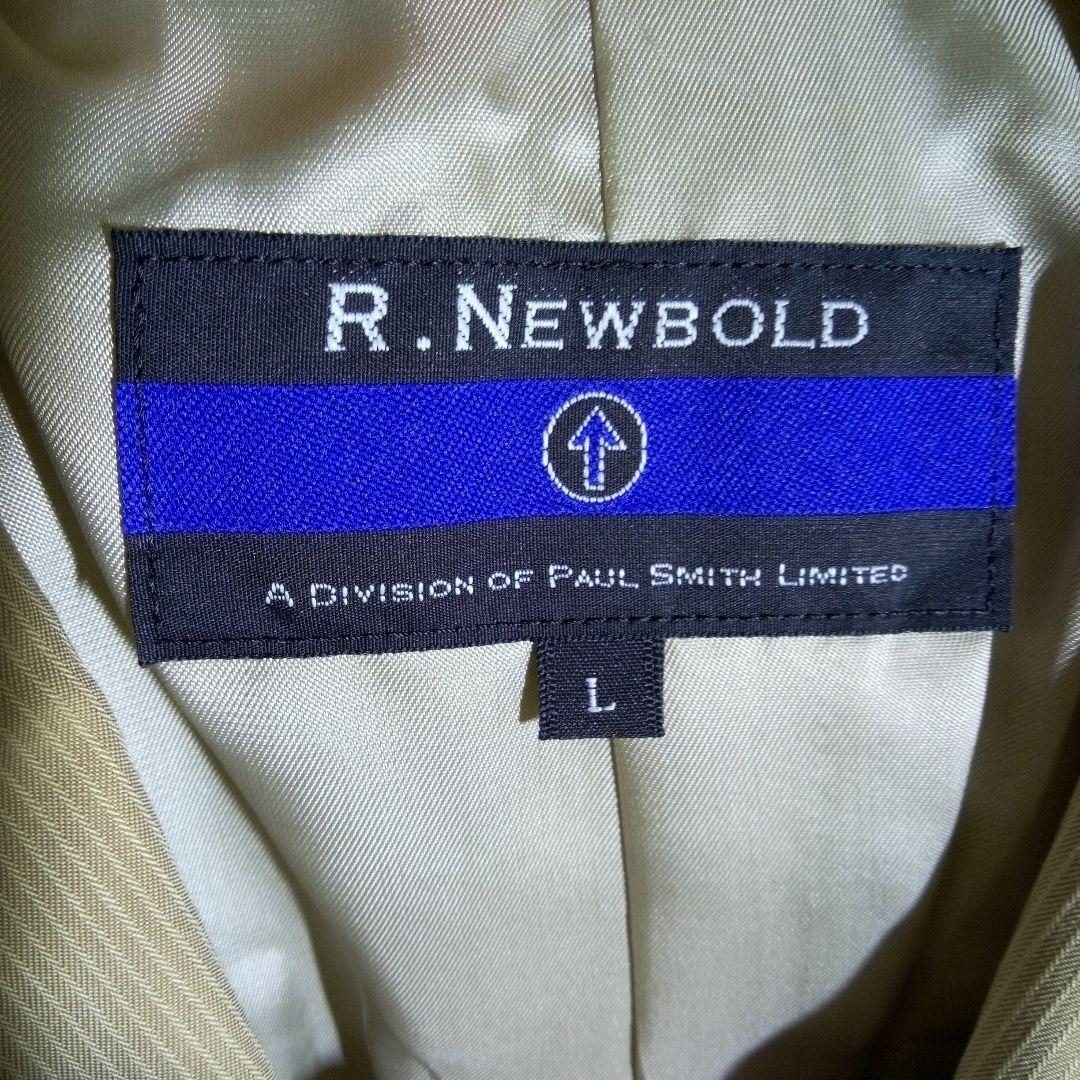 R. NEWBOLD
A DIVISION OF PAUL SMITH LIMITED
L